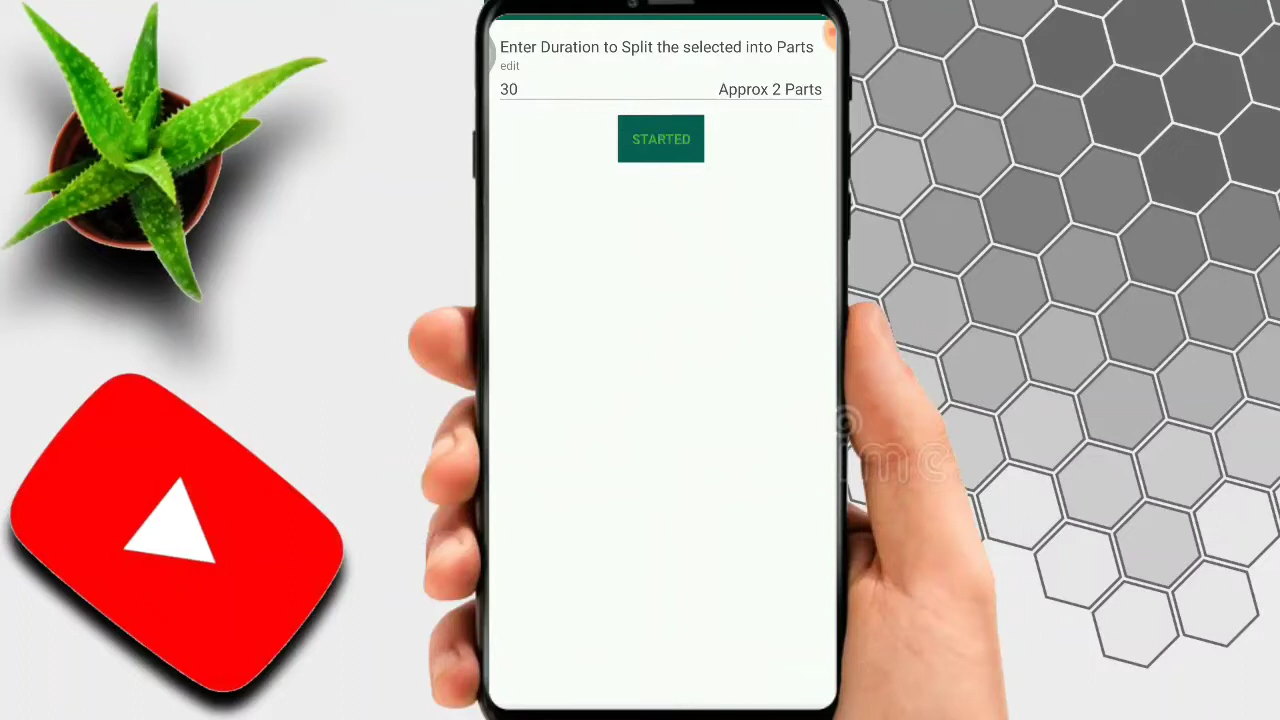 Enter Duration to Split the selected into Parts
edit
30 Approx 2 Parts
STARTED